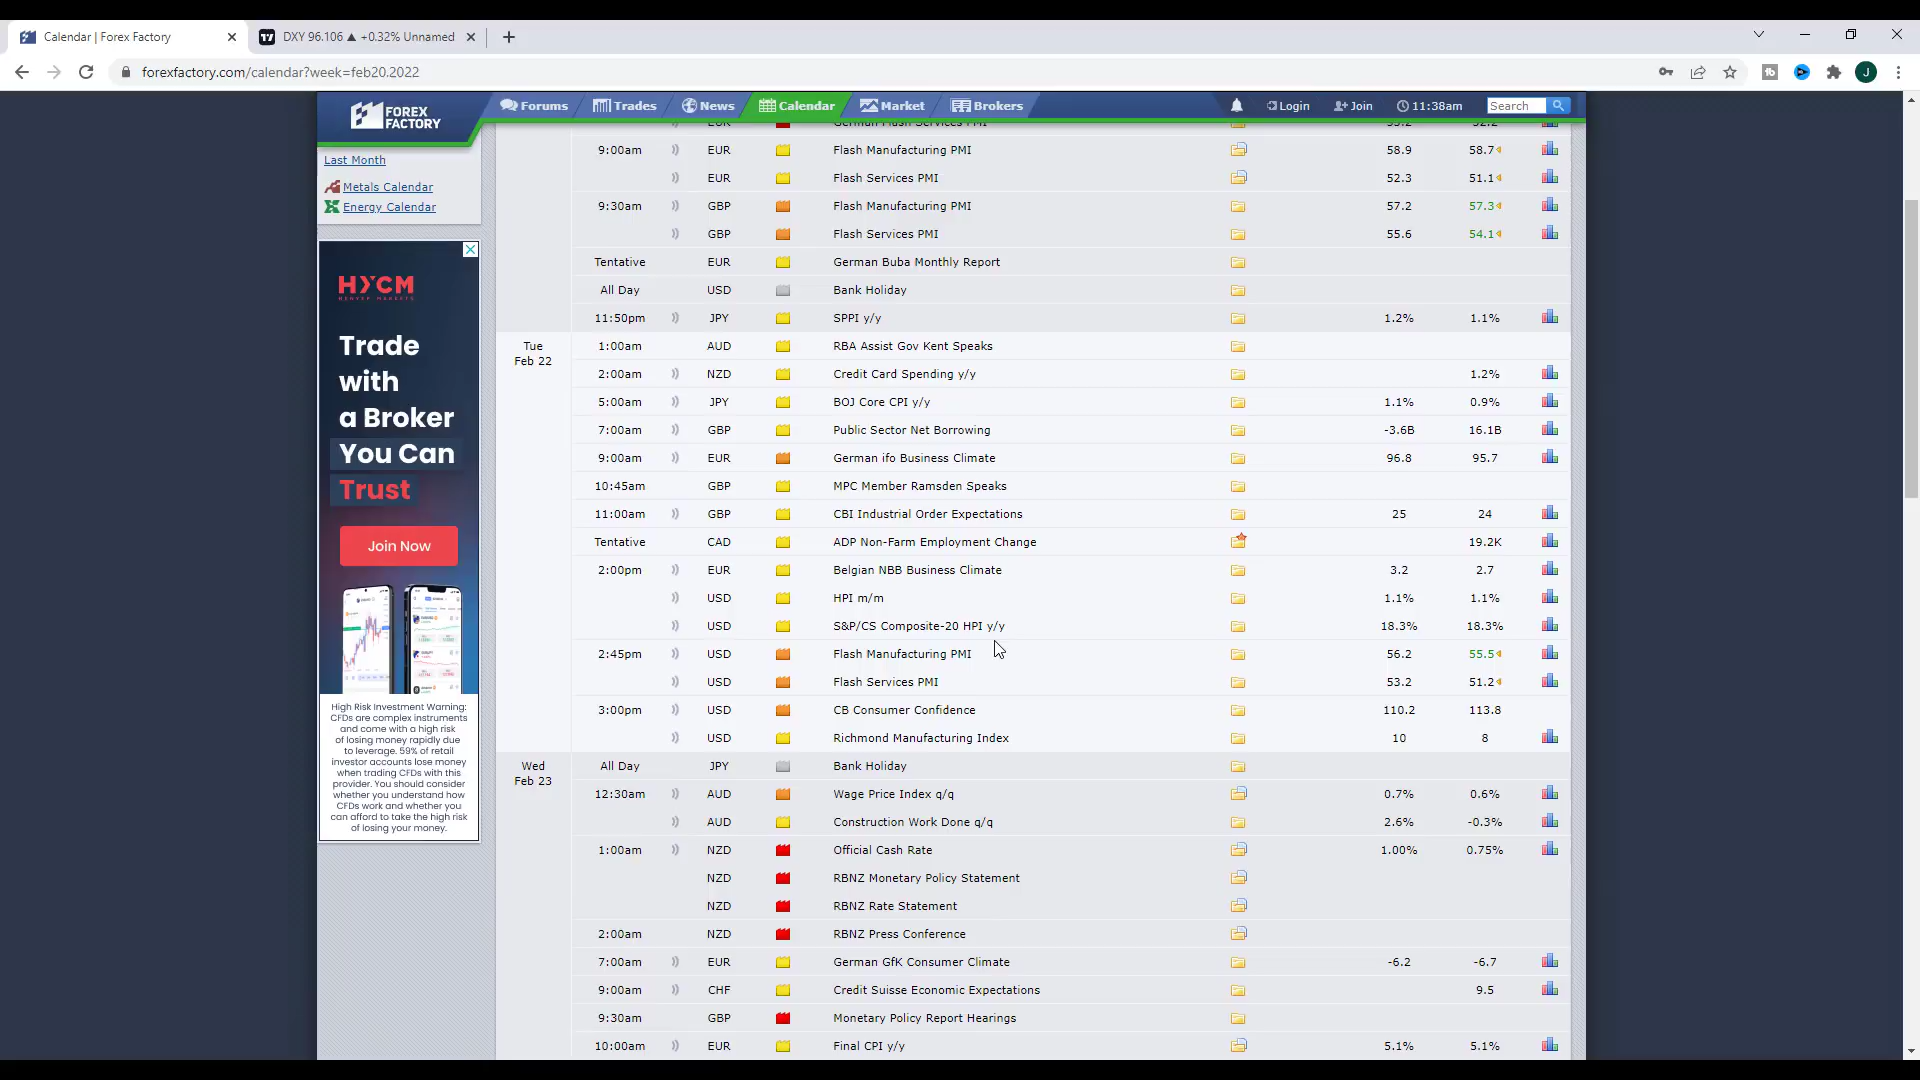 Calendar | Forex Factory
DXY 96.106 ▲ +0.32% Unnamed
forexfactory.com/calendar?week=feb20.2022
J
FOREX FACTORY
Forums Trades News Calendar Market Brokers Login Join 11:38am Search
Last Month
Metals Calendar
Energy Calendar
HYCM
Trade
with
a Broker
You Can
Trust
Join Now
High Risk Investment Warning:
CFDs are complex instruments
and come with a high risk
of losing money rapidly due
to leverage. 59% of retail
investor accounts lose money
when trading CFDs with this
provider. You should consider
whether you understand how
CFDs work and whether you
can afford to take the high risk
of losing your money.
EUR German Flash Services PMI 53.2 52.2
9:00am EUR Flash Manufacturing PMI 58.9 58.7
EUR Flash Services PMI 52.3 51.1
9:30am GBP Flash Manufacturing PMI 57.2 57.3
GBP Flash Services PMI 55.6 54.1
Tentative EUR German Buba Monthly Report
All Day USD Bank Holiday
11:50pm JPY SPPI y/y 1.2% 1.1%
Tue Feb 22 1:00am AUD RBA Assist Gov Kent Speaks
2:00am NZD Credit Card Spending y/y 1.2%
5:00am JPY BOJ Core CPI y/y 1.1% 0.9%
7:00am GBP Public Sector Net Borrowing -3.6B 16.1B
9:00am EUR German ifo Business Climate 96.8 95.7
10:45am GBP MPC Member Ramsden Speaks
11:00am GBP CBI Industrial Order Expectations 25 24
Tentative CAD ADP Non-Farm Employment Change 19.2K
2:00pm EUR Belgian NBB Business Climate 3.2 2.7
USD HPI m/m 1.1% 1.1%
USD S&P/CS Composite-20 HPI y/y 18.3% 18.3%
2:45pm USD Flash Manufacturing PMI 56.2 55.5
USD Flash Services PMI 53.2 51.2
3:00pm USD CB Consumer Confidence 110.2 113.8
USD Richmond Manufacturing Index 10 8
Wed Feb 23 All Day JPY Bank Holiday
12:30am AUD Wage Price Index q/q 0.7% 0.6%
AUD Construction Work Done q/q 2.6% -0.3%
1:00am NZD Official Cash Rate 1.00% 0.75%
NZD RBNZ Monetary Policy Statement
NZD RBNZ Rate Statement
2:00am NZD RBNZ Press Conference
7:00am EUR German GfK Consumer Climate -6.2 -6.7
9:00am CHF Credit Suisse Economic Expectations 9.5
9:30am GBP Monetary Policy Report Hearings
10:00am EUR Final CPI y/y 5.1% 5.1%